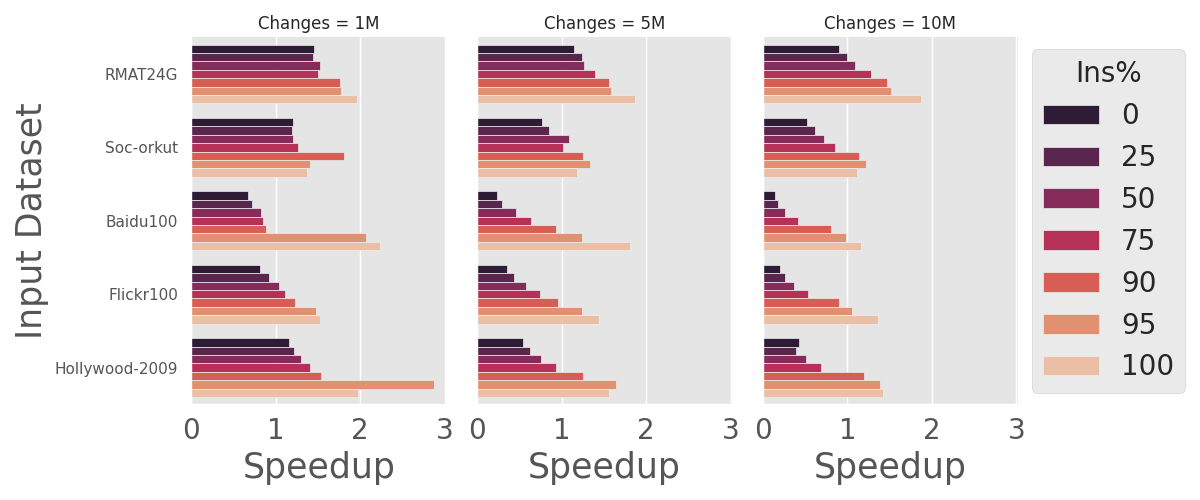 Changes = 1M
Changes = 5M
Changes = 10M
Input Dataset
RMAT24G
Soc-orkut
Baidu100
Flickr100
Hollywood-2009
0 1 2 3
0 1 2 3
0 1 2 3
Speedup
Speedup
Speedup
Ins%
0
25
50
75
90
95
100